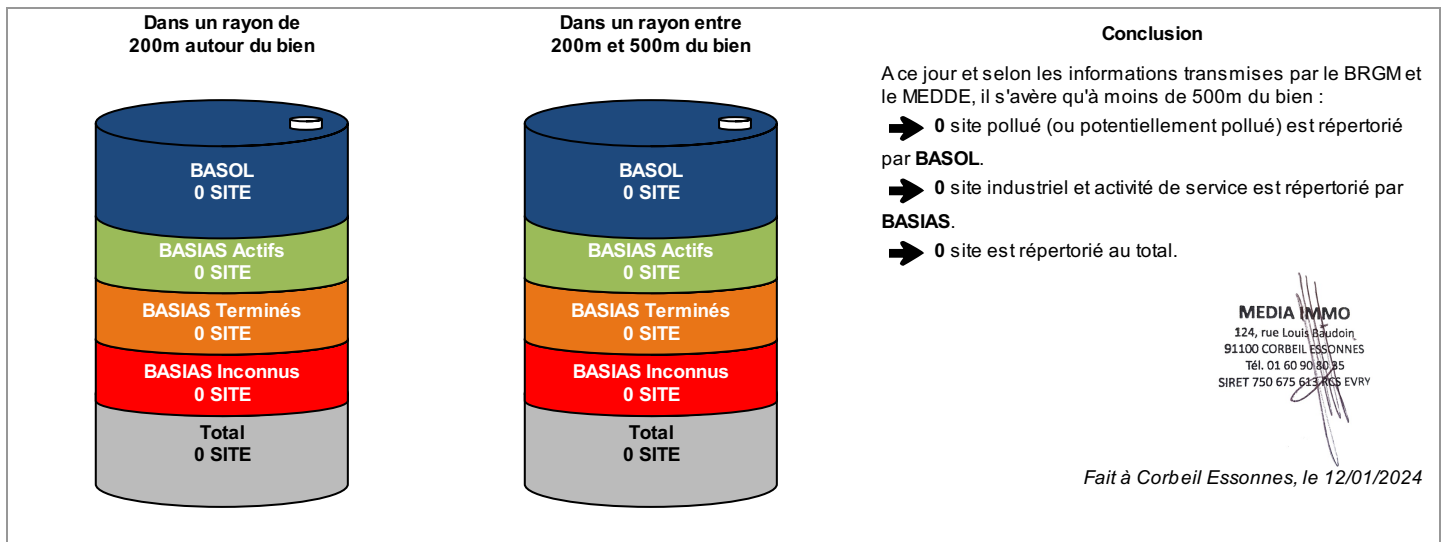 Dans un rayon de
200m autour du bien
BASOL
0 SITE
BASIAS Actifs
0 SITE
BASIAS Terminés
0 SITE
BASIAS Inconnus
0 SITE
Total
0 SITE
Dans un rayon entre
200m et 500m du bien
BASOL
0 SITE
BASIAS Actifs
0 SITE
BASIAS Terminés
0 SITE
BASIAS Inconnus
0 SITE
Total
0 SITE
Conclusion
A ce jour et selon les informations transmises par le BRGM et
le MEDDE, il s'avère qu'à moins de 500m du bien :
0 site pollué (ou potentiellement pollué) est répertorié
par BASOL.
0 site industriel et activité de service est répertorié par
BASIAS.
0 site est répertorié au total.
MEDIA IMMO
124, rue Louis Baudoin
91100 CORBEIL ESSONNES
Tél. 01 60 90 80 85
SIRET 750 675 613 RCS EVRY
Fait à Corbeil Essonnes, le 12/01/2024